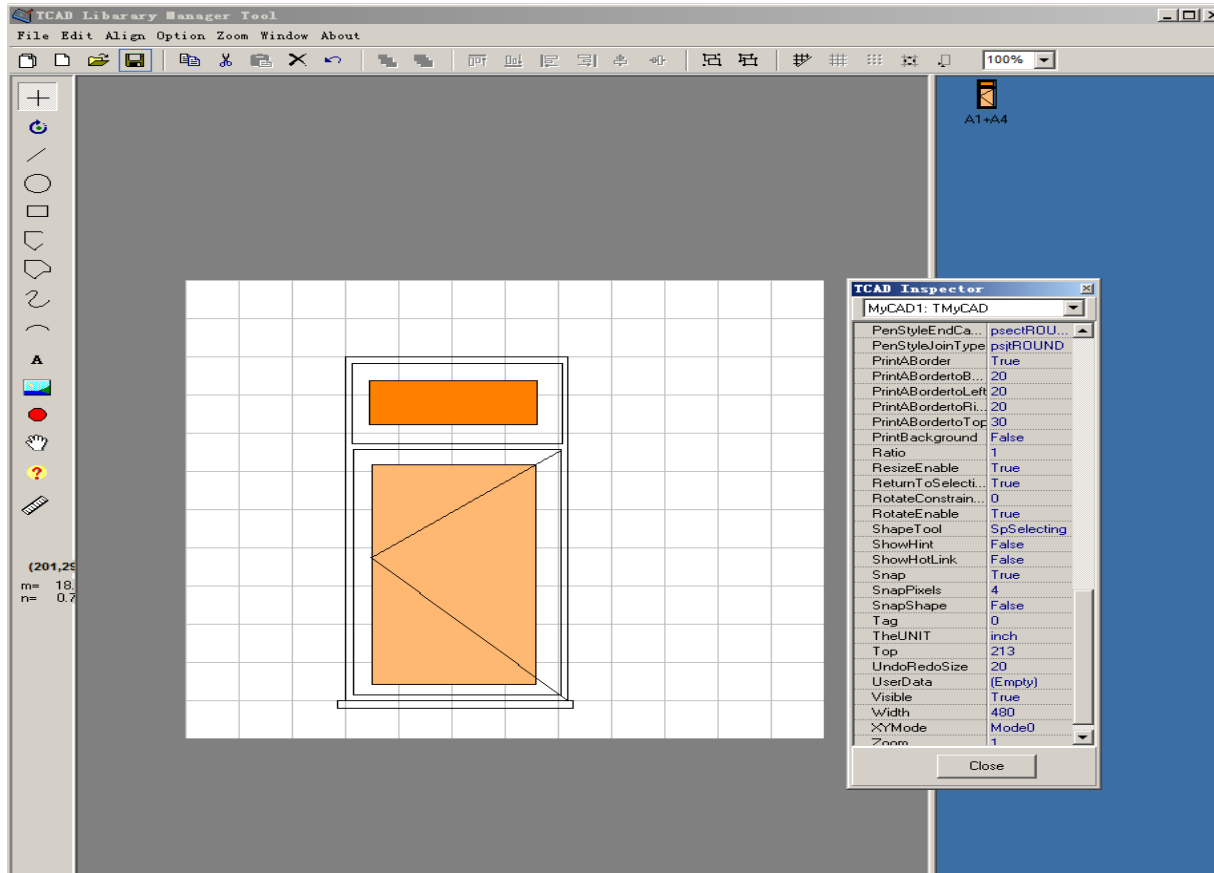 TCAD Libarary Manager Tool
File Edit Align Option Zoom Window About
100%
A1+A4
A
?
(201,29
m= 18.
n= 0.7
TCAD Inspector
MyCAD1: TMyCAD
PenStyleEndCa... psectROU...
PenStyleJoinType psjtROUND
PrintABorder True
PrintABordertoB... 20
PrintABordertoLeft 20
PrintABordertoRi... 20
PrintABordertoTop 30
PrintBackground False
Ratio 1
ResizeEnable True
ReturnToSelecti... True
RotateConstrain... 0
RotateEnable True
ShapeTool SpSelecting
ShowHint False
ShowHotLink False
Snap True
SnapPixels 4
SnapShape False
Tag 0
TheUNIT inch
Top 213
UndoRedoSize 20
UserData (Empty)
Visible True
Width 480
XYMode Mode0
Zoom 1
Close